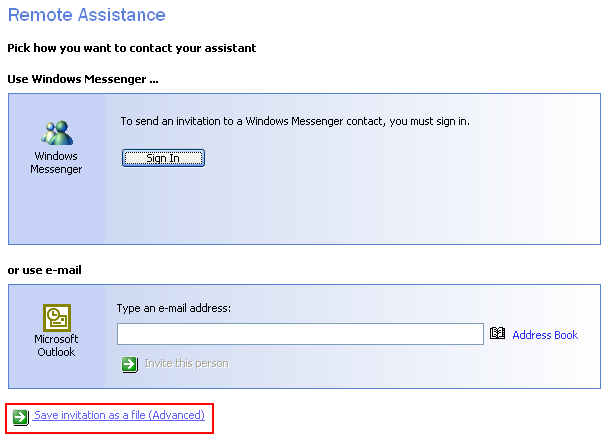 Remote Assistance
Pick how you want to contact your assistant
Use Windows Messenger ...
Windows
Messenger
To send an invitation to a Windows Messenger contact, you must sign in.
Sign In
or use e-mail
Microsoft
Outlook
Type an e-mail address:
Address Book
Invite this person
Save invitation as a file (Advanced)